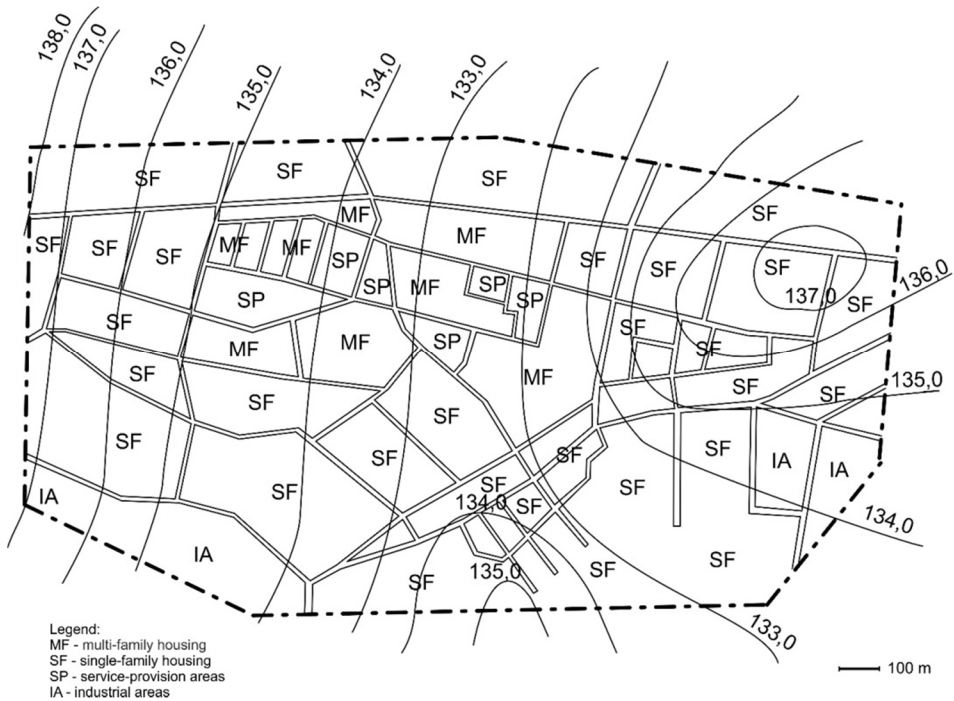 138,0
137,0
136,0
135,0
134,0
133,0
SF
SF
SF
SF
MF
SF
SF
SF
MF
MF
SP
MF
SF
SF
SF
SP
SP
MF
SP
SP
137,0
SF
136,0
SF
MF
MF
SP
SF
SF
SF
SF
MF
SF
SF
135,0
SF
SF
SF
SF
SF
IA
IA
IA
SF
SF
134,0
SF
SF
SF
134,0
IA
SF
135,0
SF
SF
133,0
Legend:
MF - multi-family housing
SF - single-family housing
SP - service-provision areas
IA - industrial areas
100 m